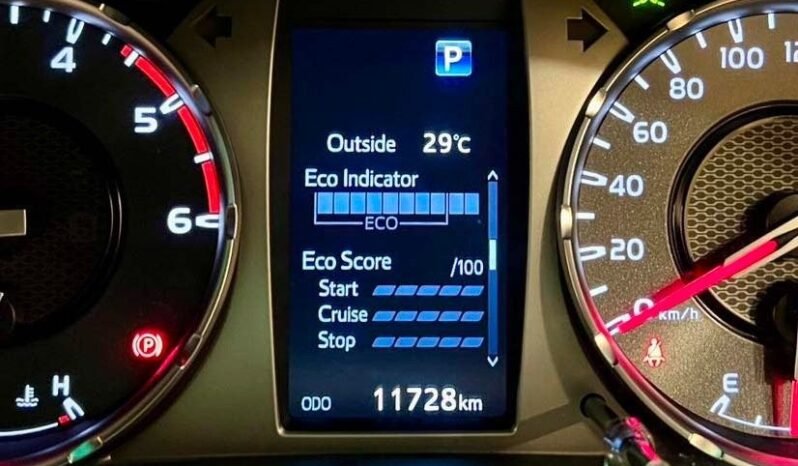 P
Outside 29°C
Eco Indicator
ECO
Eco Score /100
Start
Cruise
Stop
ODO 11728km
4
5
6
P
H
100
80
60
40
20
0
km/h
E